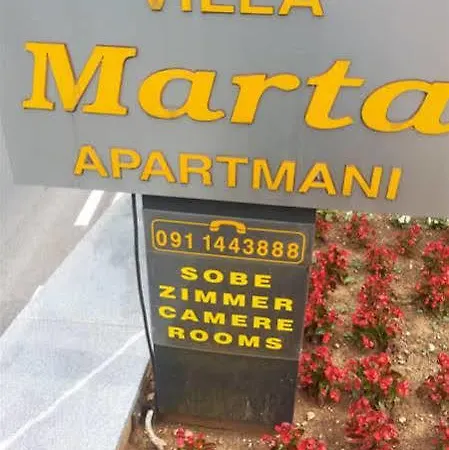 VILLA
Marta
APARTMANI
091 1443888
SOBE
ZIMMER
CAMERE
ROOMS